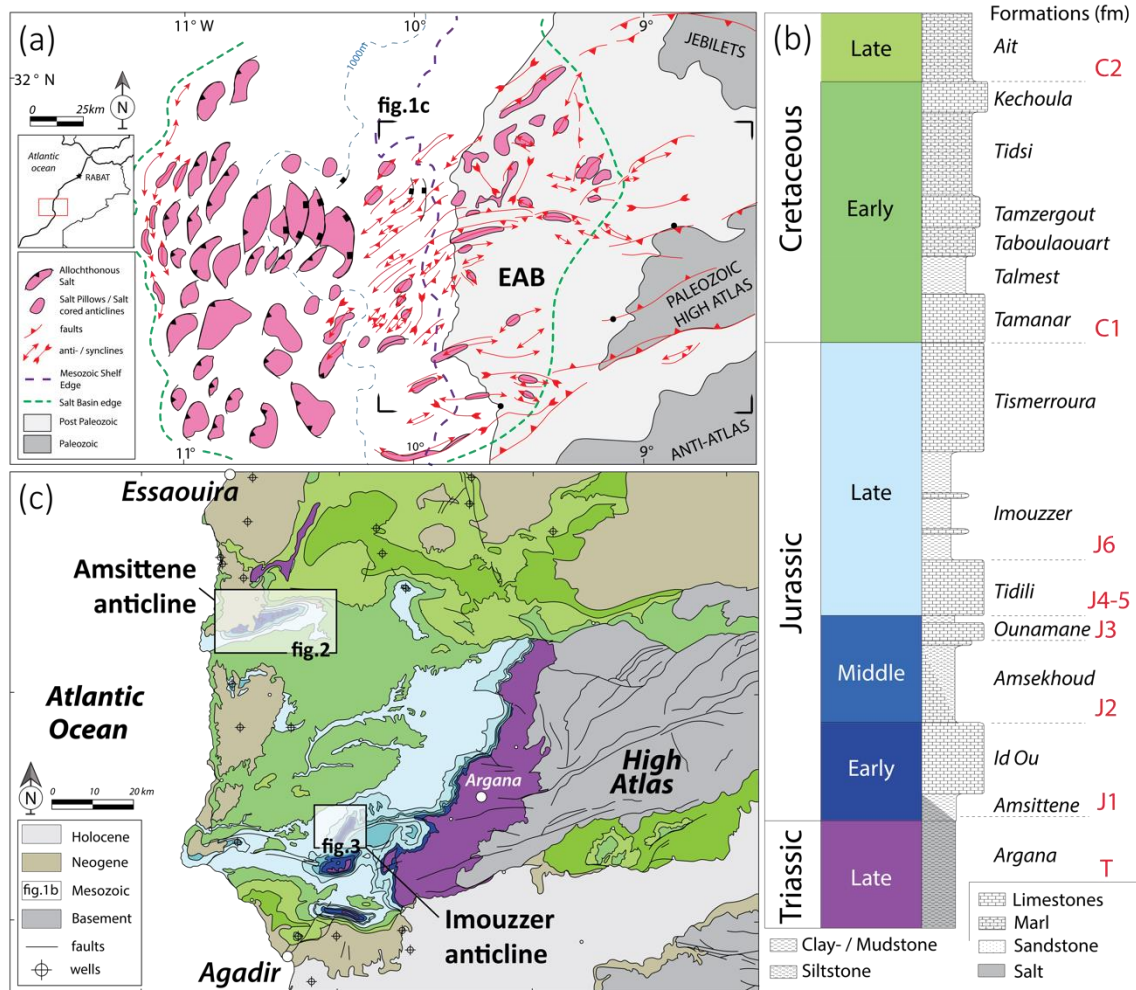 (a)
11°W
10°
9°
32° N
1000m
JEBILETS
0 25km
N
fig.1c
Atlantic
ocean
RABAT
EAB
PALEOZOIC
HIGH ATLAS
ANTI-ATLAS
Allochthonous
Salt
Salt Pillows / Salt
cored anticlines
faults
anti- / synclines
Mesozoic Shelf
Edge
Salt Basin edge
Post Paleozoic
Paleozoic
11°
10°
9°
(b)
Formations (fm)
Cretaceous
Late
Ait
C2
Early
Kechoula
Tidsi
Tamzergout
Taboulaouart
Talmest
Tamanar
C1
Jurassic
Late
Tismerroura
Imouzzer
J6
Tidili
J4-5
Middle
Ounamane
J3
Amsekhoud
J2
Early
Id Ou
Amsittene
J1
Triassic
Late
Argana
T
Limestones
Marl
Sandstone
Salt
Clay- / Mudstone
Siltstone
(c)
Essaouira
Amsittene
anticline
fig.2
Atlantic
Ocean
N
0 10 20 km
Argana
High
Atlas
fig.3
Imouzzer
anticline
Agadir
Holocene
Neogene
fig.1b Mesozoic
Basement
faults
wells